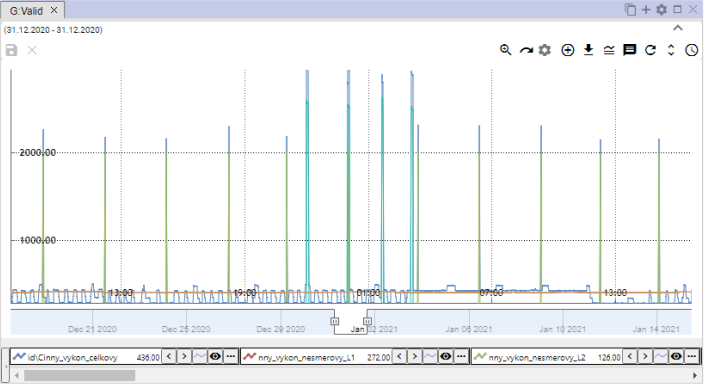 G:Valid
(31.12.2020 - 31.12.2020)
2000.00
1000.00
13:00 19:00 01:00 07:00 13:00
Dec 21 2020 Dec 25 2020 Dec 29 2020 Jan 02 2021 Jan 06 2021 Jan 10 2021 Jan 14 2021
id\Cinny_vykon_celkovy 436.00 nny_vykon_nesmerovy_L1 272.00 nny_vykon_nesmerovy_L2 126.00